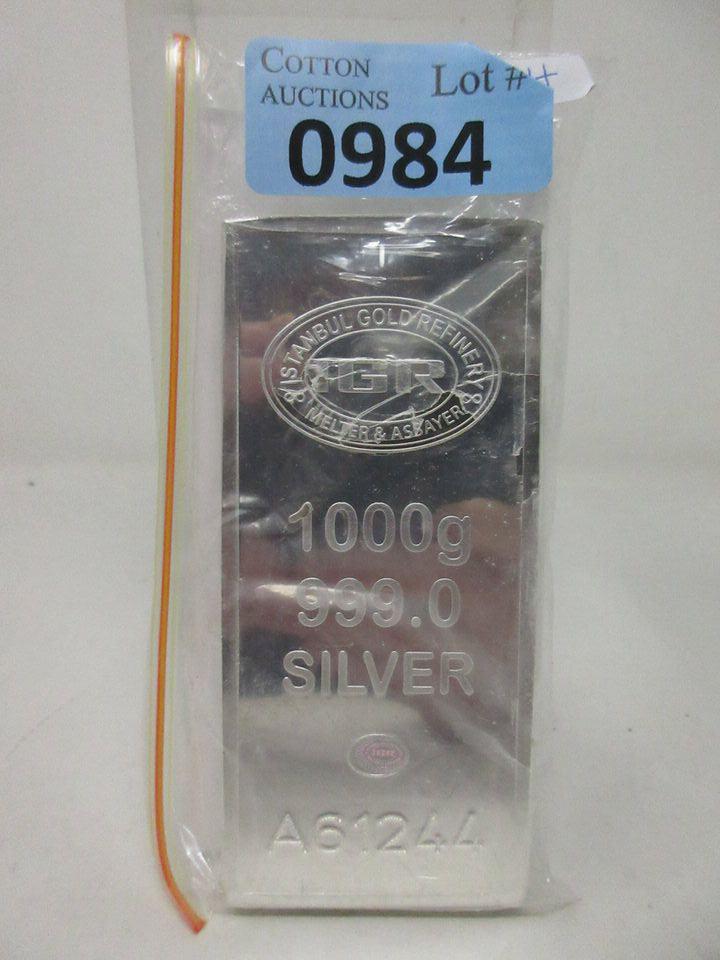 COTTON
AUCTIONS
Lot #
0984
ISTANBUL GOLD REFINERY
IGR
MELTER & ASSAYER
1000g
999.0
SILVER
A61244